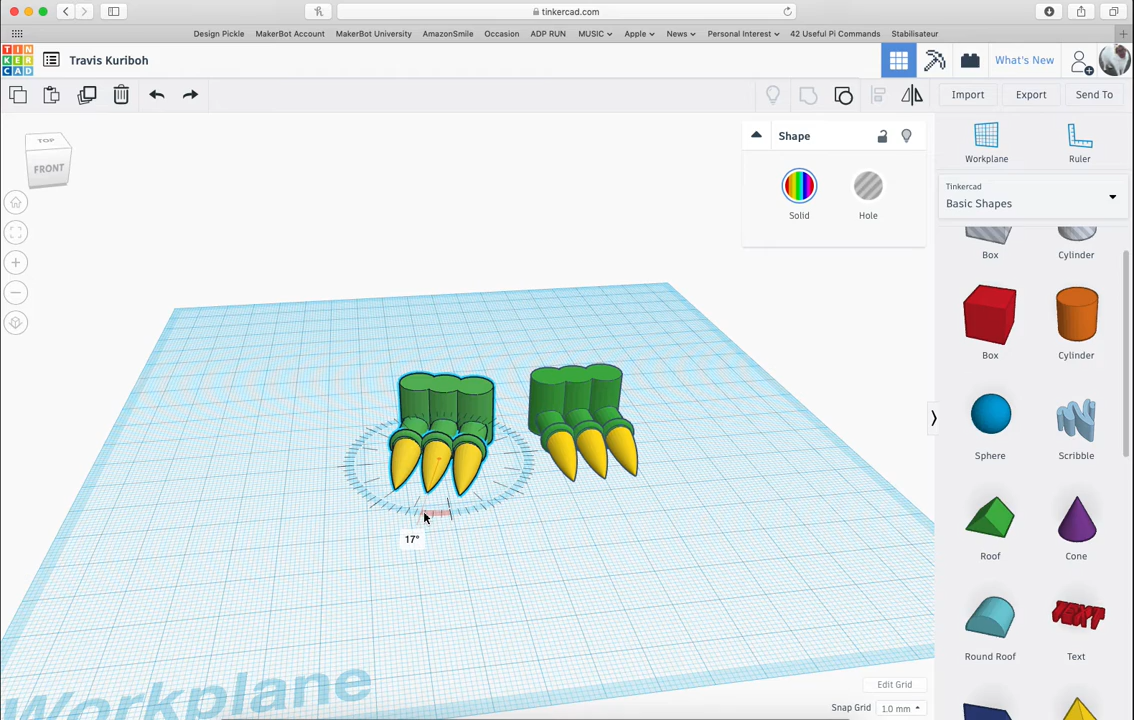 tinkercad.com
Design Pickle MakerBot Account MakerBot University AmazonSmile Occasion ADP RUN MUSIC Apple News Personal Interest 42 Useful Pi Commands Stabilisateur
TIN
KER
CAD
Travis Kuriboh
What's New
Import Export Send To
TOP
FRONT
Shape
Solid Hole
Workplane Ruler
Tinkercad
Basic Shapes
Box Cylinder
Box Cylinder
Sphere Scribble
Roof Cone
TEXT
Round Roof Text
17°
Workplane
Edit Grid
Snap Grid 1.0 mm